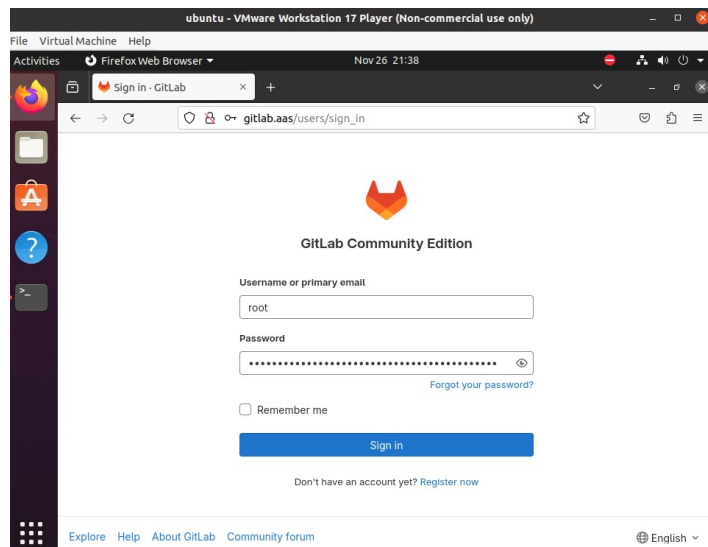 ubuntu - VMware Workstation 17 Player (Non-commercial use only)
File Virtual Machine Help
Activities Firefox Web Browser Nov 26 21:38
Sign in · GitLab
gitlab.aas/users/sign_in
GitLab Community Edition
Username or primary email
root
Password
Forgot your password?
Remember me
Sign in
Don't have an account yet? Register now
Explore Help About GitLab Community forum English